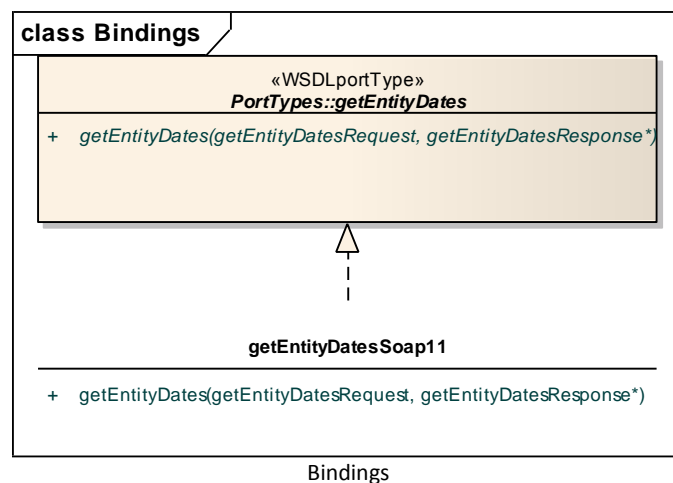 class Bindings
«WSDLportType»
PortTypes::getEntityDates
+ getEntityDates(getEntityDatesRequest, getEntityDatesResponse*)
getEntityDatesSoap11
+ getEntityDates(getEntityDatesRequest, getEntityDatesResponse*)
Bindings